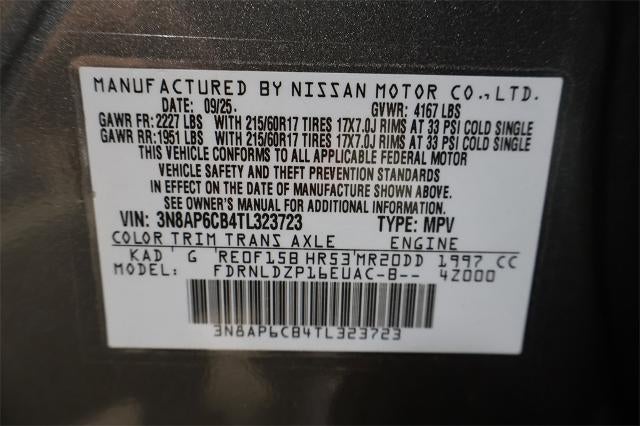 MANUFACTURED BY NISSAN MOTOR CO., LTD.
DATE: 09/25. GVWR: 4167 LBS
GAWR FR: 2227 LBS WITH 215/60R17 TIRES 17X7.0J RIMS AT 33 PSI COLD SINGLE
GAWR RR: 1951 LBS WITH 215/60R17 TIRES 17X7.0J RIMS AT 33 PSI COLD SINGLE
THIS VEHICLE CONFORMS TO ALL APPLICABLE FEDERAL MOTOR
VEHICLE SAFETY AND THEFT PREVENTION STANDARDS
IN EFFECT ON THE DATE OF MANUFACTURE SHOWN ABOVE.
SEE OWNER'S MANUAL FOR ADDITIONAL INFORMATION.
VIN: 3N8AP6CB4TL323723 TYPE: MPV
COLOR TRIM TRANS AXLE ENGINE
KAD G RE0F15B HR53 MR20DD 1997 CC
MODEL: FDRNLDZP16EUAC-B-- 4Z000
3N8AP6CB4TL323723